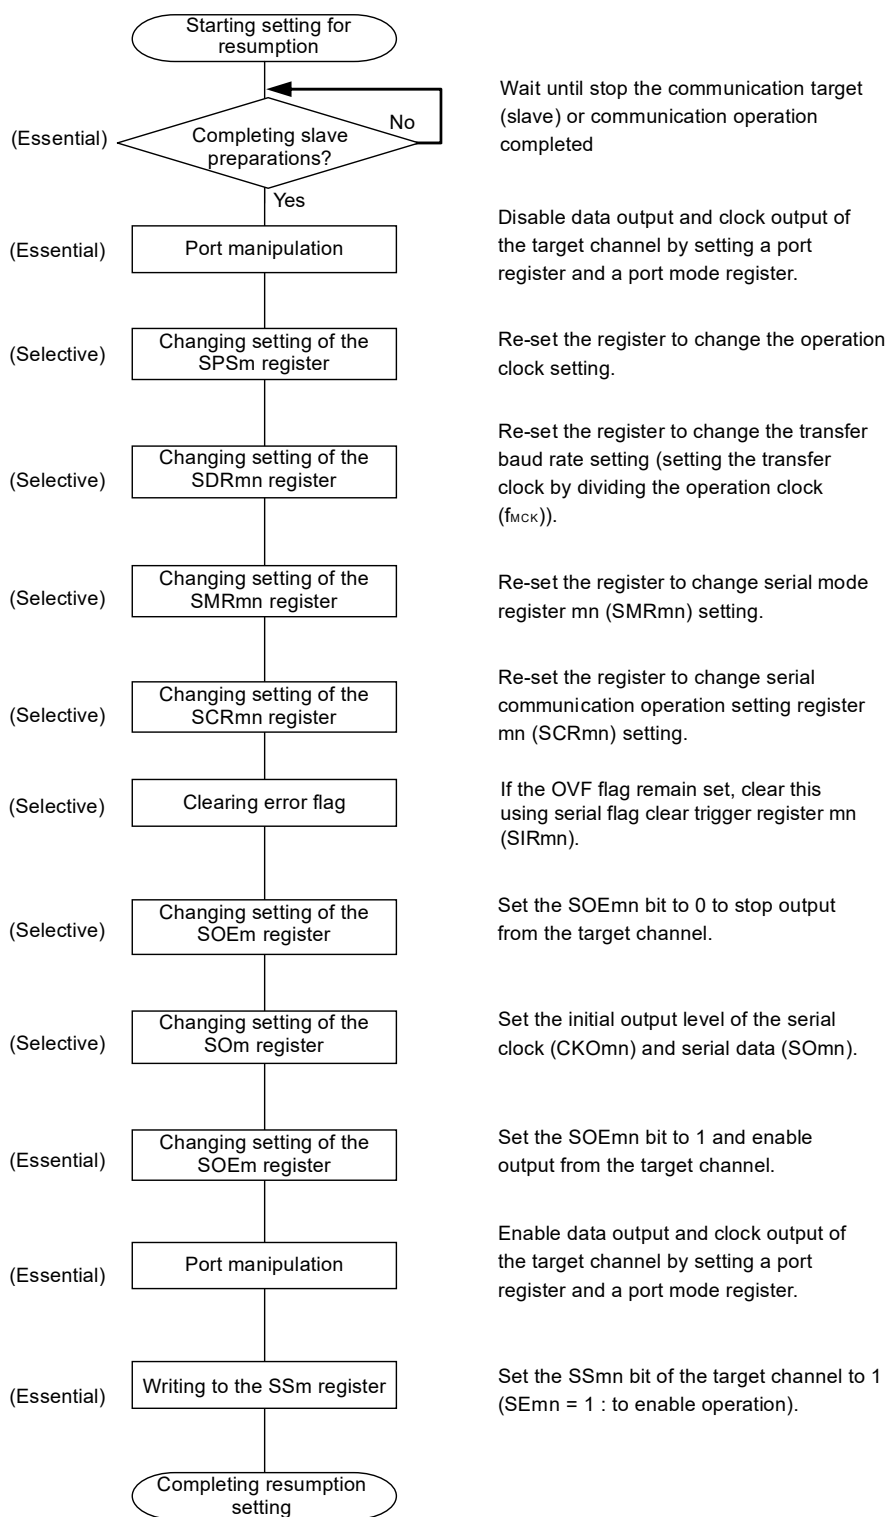 Starting setting for
resumption
Wait until stop the communication target
(slave) or communication operation
completed
(Essential)
Completing slave
preparations?
No
Yes
(Essential)
Port manipulation
Disable data output and clock output of
the target channel by setting a port
register and a port mode register.
(Selective)
Changing setting of the
SPSm register
Re-set the register to change the operation
clock setting.
(Selective)
Changing setting of the
SDRmn register
Re-set the register to change the transfer
baud rate setting (setting the transfer
clock by dividing the operation clock
(fMCK)).
(Selective)
Changing setting of the
SMRmn register
Re-set the register to change serial mode
register mn (SMRmn) setting.
(Selective)
Changing setting of the
SCRmn register
Re-set the register to change serial
communication operation setting register
mn (SCRmn) setting.
(Selective)
Clearing error flag
If the OVF flag remain set, clear this
using serial flag clear trigger register mn
(SIRmn).
(Selective)
Changing setting of the
SOEm register
Set the SOEmn bit to 0 to stop output
from the target channel.
(Selective)
Changing setting of the
SOm register
Set the initial output level of the serial
clock (CKOmn) and serial data (SOmn).
(Essential)
Changing setting of the
SOEm register
Set the SOEmn bit to 1 and enable
output from the target channel.
(Essential)
Port manipulation
Enable data output and clock output of
the target channel by setting a port
register and a port mode register.
(Essential)
Writing to the SSm register
Set the SSmn bit of the target channel to 1
(SEmn = 1 : to enable operation).
Completing resumption
setting